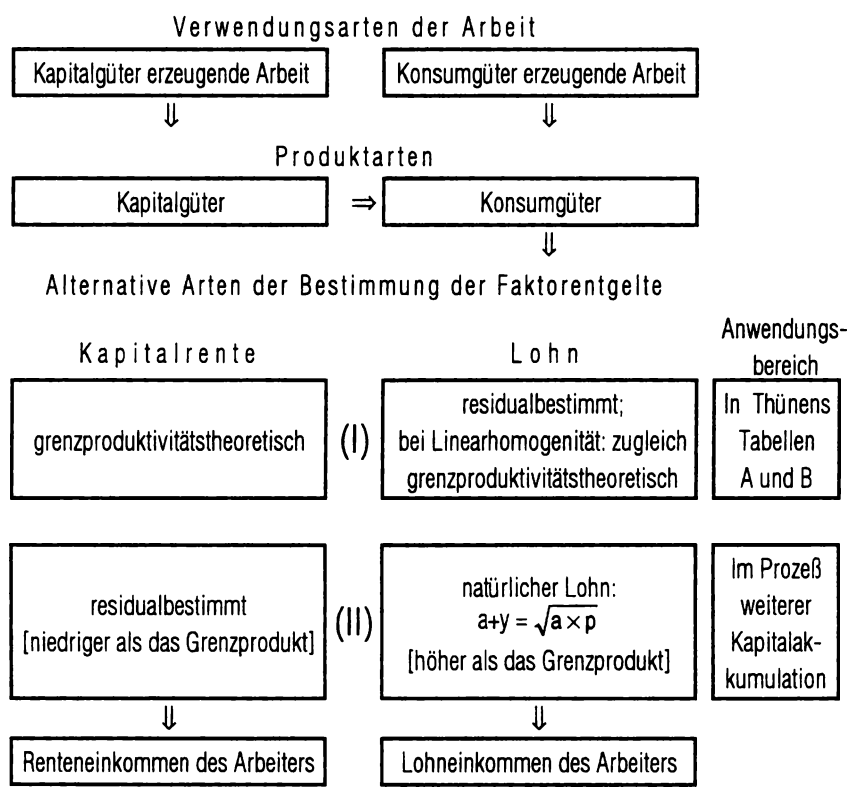 Verwendungsarten der Arbeit
Kapitalgüter erzeugende Arbeit
Konsumgüter erzeugende Arbeit
⇓ ⇓
Produktarten
Kapitalgüter ⇒ Konsumgüter
⇓
Alternative Arten der Bestimmung der Faktorentgelte
Kapitalrente
Lohn
Anwendungs-
bereich
grenzproduktivitätstheoretisch
(I)
residualbestimmt;
bei Linearhomogenität: zugleich
grenzproduktivitätstheoretisch
In Thünens
Tabellen
A und B
residualbestimmt
[niedriger als das Grenzprodukt]
(II)
natürlicher Lohn:
a+y = √a × p
[höher als das Grenzprodukt]
Im Prozeß
weiterer
Kapitalak-
kumulation
⇓ ⇓
Renteneinkommen des Arbeiters
Lohneinkommen des Arbeiters